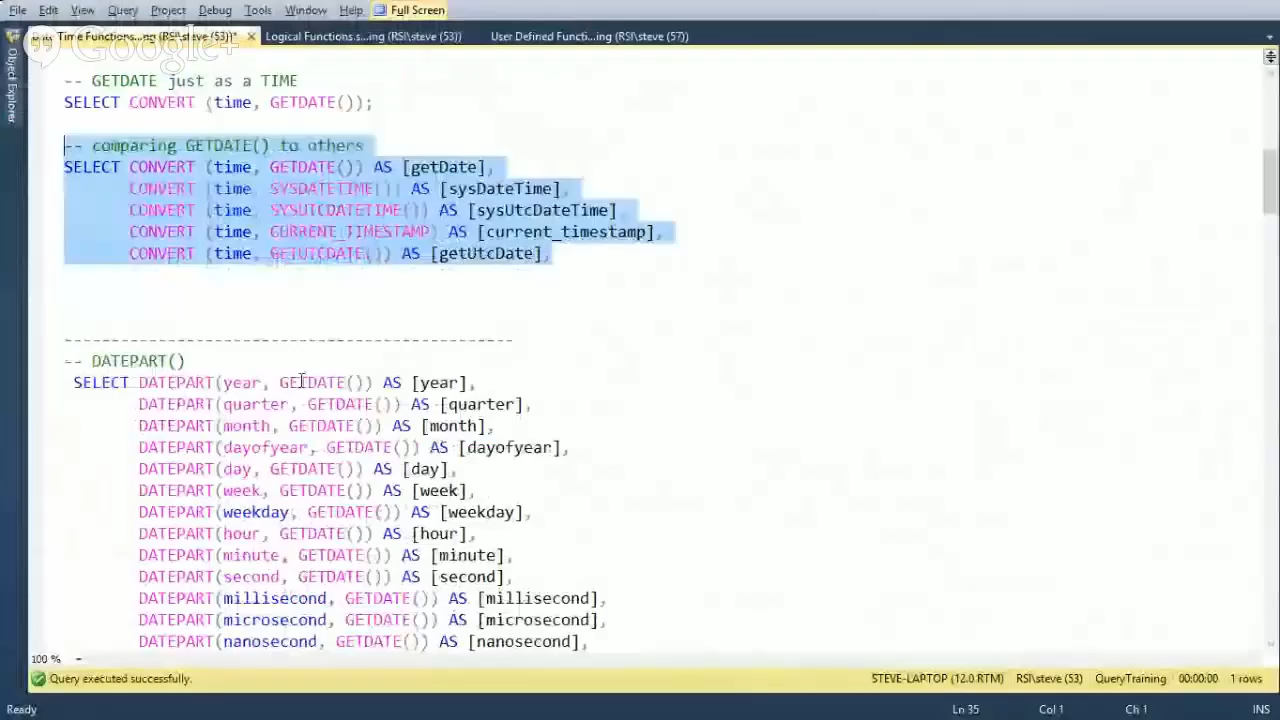 File Edit View Query Project Debug Tools Window Help Full Screen
Time Functions...ing (RSI\steve (53))* × Logical Functions.s...ing (RSI\steve (53)) User Defined Functi...ing (RSI\steve (57))
Google+
Object Explorer
-- GETDATE just as a TIME
SELECT CONVERT (time, GETDATE());
-- comparing GETDATE() to others
SELECT CONVERT (time, GETDATE()) AS [getDate],
CONVERT (time, SYSDATETIME()) AS [sysDateTime],
CONVERT (time, SYSUTCDATETIME()) AS [sysUtcDateTime],
CONVERT (time, CURRENT_TIMESTAMP) AS [current_timestamp],
CONVERT (time, GETUTCDATE()) AS [getUtcDate],
------------------------------------------------
-- DATEPART()
SELECT DATEPART(year, GETDATE()) AS [year],
DATEPART(quarter, GETDATE()) AS [quarter],
DATEPART(month, GETDATE()) AS [month],
DATEPART(dayofyear, GETDATE()) AS [dayofyear],
DATEPART(day, GETDATE()) AS [day],
DATEPART(week, GETDATE()) AS [week],
DATEPART(weekday, GETDATE()) AS [weekday],
DATEPART(hour, GETDATE()) AS [hour],
DATEPART(minute, GETDATE()) AS [minute],
DATEPART(second, GETDATE()) AS [second],
DATEPART(millisecond, GETDATE()) AS [millisecond],
DATEPART(microsecond, GETDATE()) AS [microsecond],
DATEPART(nanosecond, GETDATE()) AS [nanosecond],
100 %
Query executed successfully. STEVE-LAPTOP (12.0 RTM) RSI\steve (53) QueryTraining 00:00:00 1 rows
Ready Ln 35 Col 1 Ch 1 INS